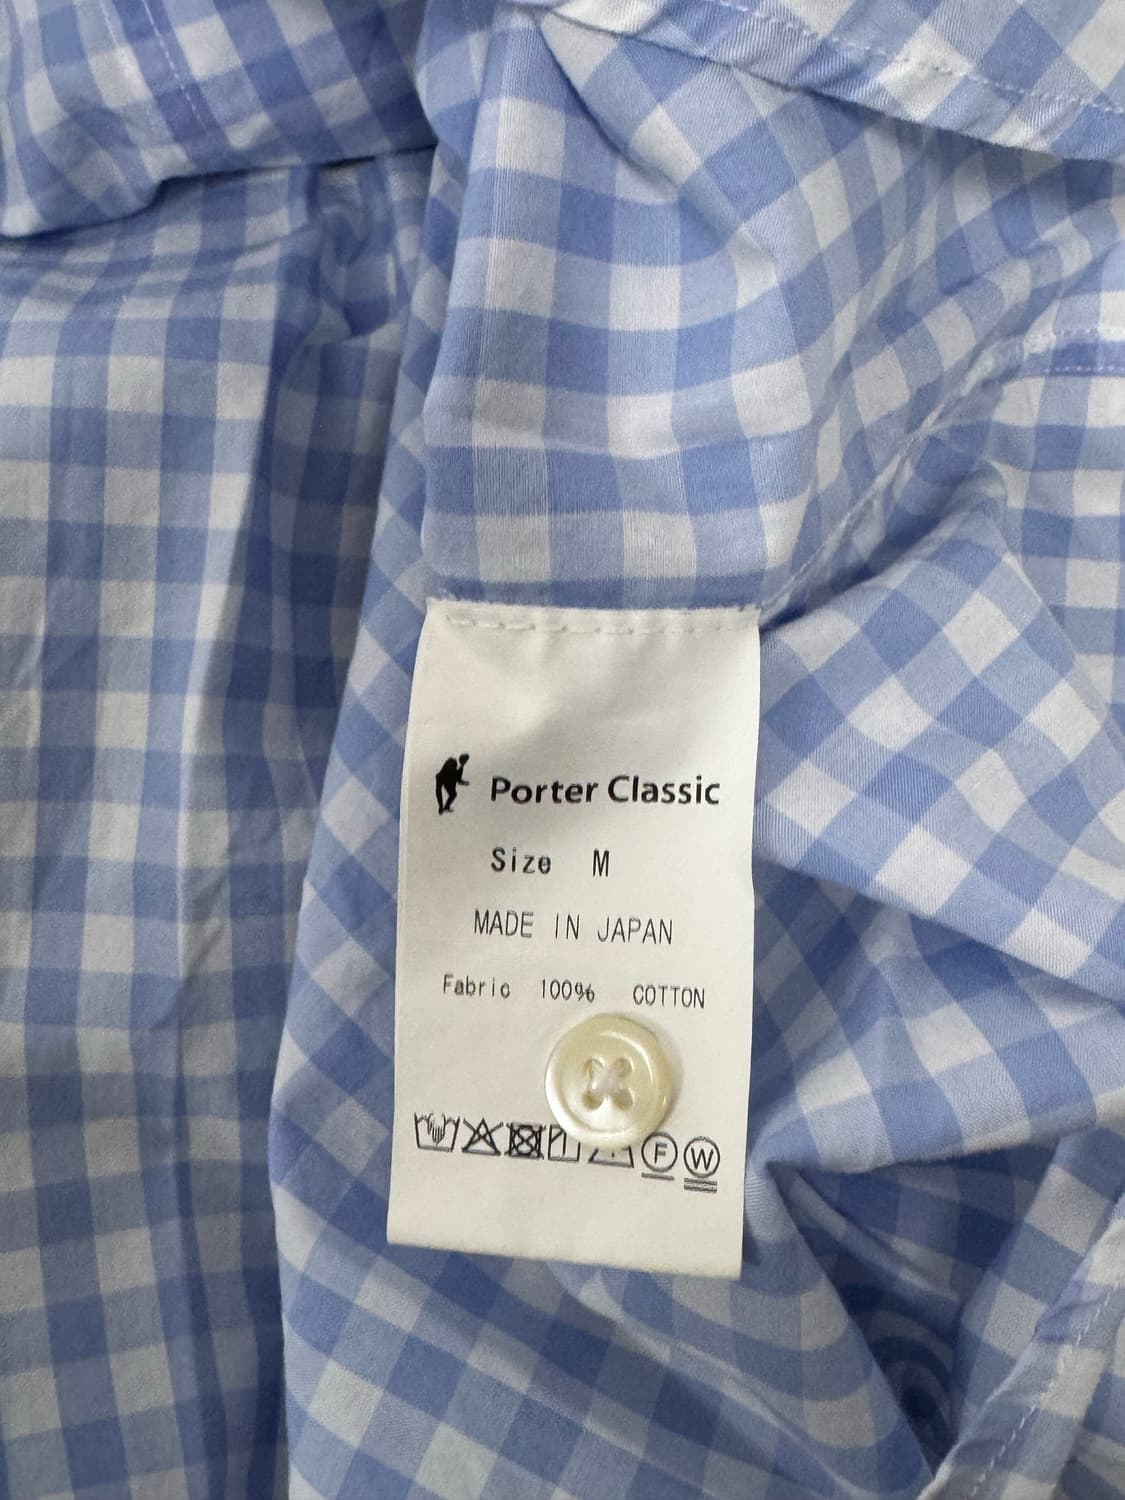 Porter Classic
Size M
MADE IN JAPAN
Fabric 100% COTTON
F W